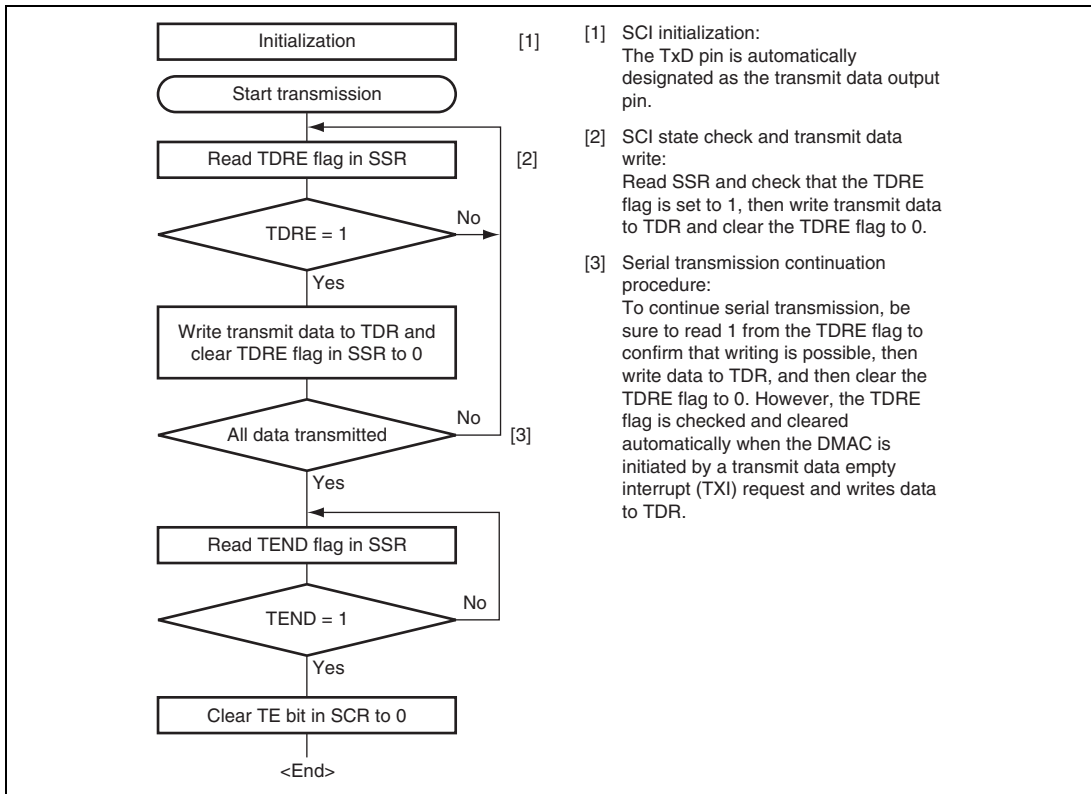 Initialization
[1]
Start transmission
Read TDRE flag in SSR
[2]
TDRE = 1
No
Yes
Write transmit data to TDR and
clear TDRE flag in SSR to 0
All data transmitted
No
[3]
Yes
Read TEND flag in SSR
TEND = 1
No
Yes
Clear TE bit in SCR to 0
<End>
[1] SCI initialization:
The TxD pin is automatically
designated as the transmit data output
pin.
[2] SCI state check and transmit data
write:
Read SSR and check that the TDRE
flag is set to 1, then write transmit data
to TDR and clear the TDRE flag to 0.
[3] Serial transmission continuation
procedure:
To continue serial transmission, be
sure to read 1 from the TDRE flag to
confirm that writing is possible, then
write data to TDR, and then clear the
TDRE flag to 0. However, the TDRE
flag is checked and cleared
automatically when the DMAC is
initiated by a transmit data empty
interrupt (TXI) request and writes data
to TDR.